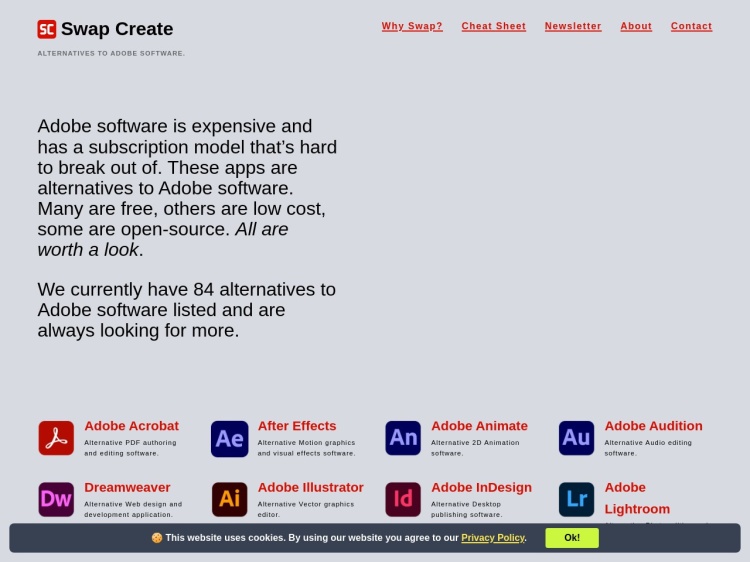 SC Swap Create
Why Swap? Cheat Sheet Newsletter About Contact
ALTERNATIVES TO ADOBE SOFTWARE.
Adobe software is expensive and
has a subscription model that’s hard
to break out of. These apps are
alternatives to Adobe software.
Many are free, others are low cost,
some are open-source. All are
worth a look.
We currently have 84 alternatives to
Adobe software listed and are
always looking for more.
Adobe Acrobat
Alternative PDF authoring
and editing software.
Ae
After Effects
Alternative Motion graphics
and visual effects software.
An
Adobe Animate
Alternative 2D Animation
software.
Au
Adobe Audition
Alternative Audio editing
software.
Dw
Dreamweaver
Alternative Web design and
development application.
Ai
Adobe Illustrator
Alternative Vector graphics
editor.
Id
Adobe InDesign
Alternative Desktop
publishing software.
Lr
Adobe
Lightroom
🍪 This website uses cookies. By using our website you agree to our Privacy Policy. Ok!